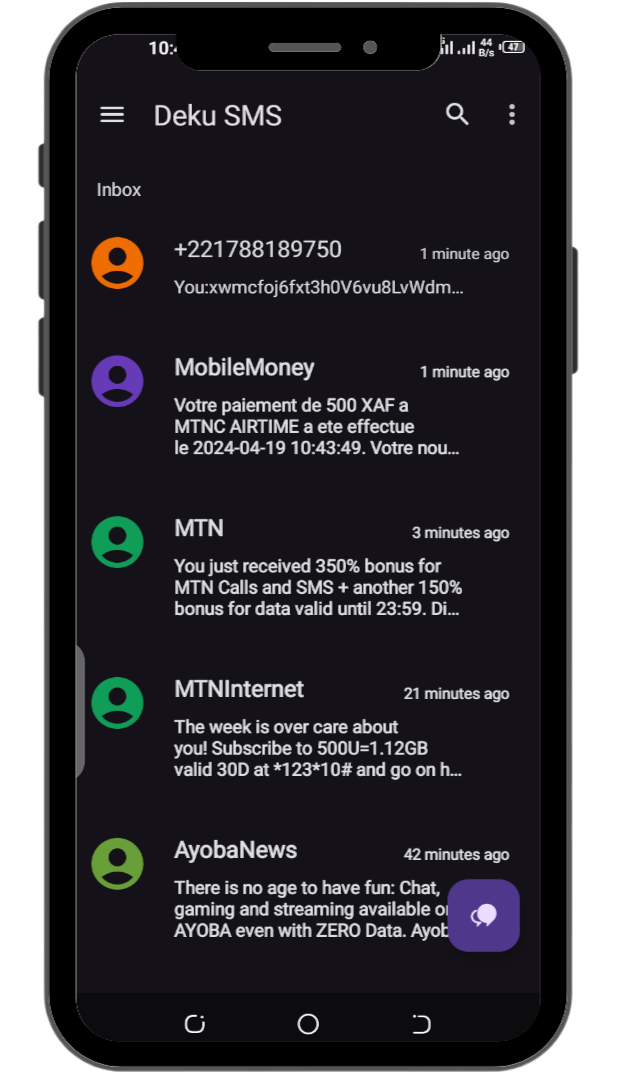 10:4
44
B/s
47
Deku SMS
Inbox
+221788189750
1 minute ago
You:xwmcfoj6fxt3h0V6vu8LvWdm...
MobileMoney
1 minute ago
Votre paiement de 500 XAF a
MTNC AIRTIME a ete effectue
le 2024-04-19 10:43:49. Votre nou...
MTN
3 minutes ago
You just received 350% bonus for
MTN Calls and SMS + another 150%
bonus for data valid until 23:59. Di...
MTNInternet
21 minutes ago
The week is over care about
you! Subscribe to 500U=1.12GB
valid 30D at *123*10# and go on h...
AyobaNews
42 minutes ago
There is no age to have fun: Chat,
gaming and streaming available o
AYOBA even with ZERO Data. Ayob